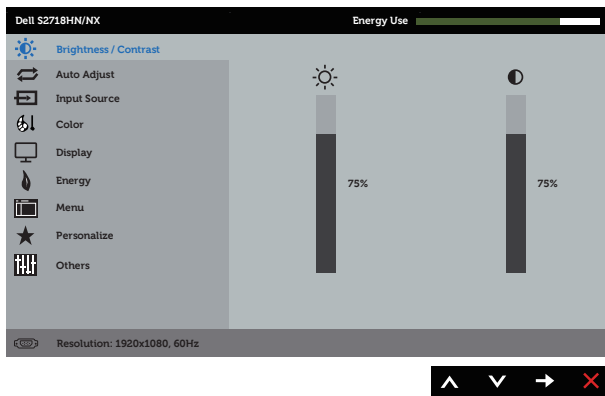 Dell S2718HN/NX Energy Use
Brightness / Contrast
Auto Adjust
Input Source
Color
Display
Energy
Menu
Personalize
Others
75% 75%
Resolution: 1920x1080, 60Hz